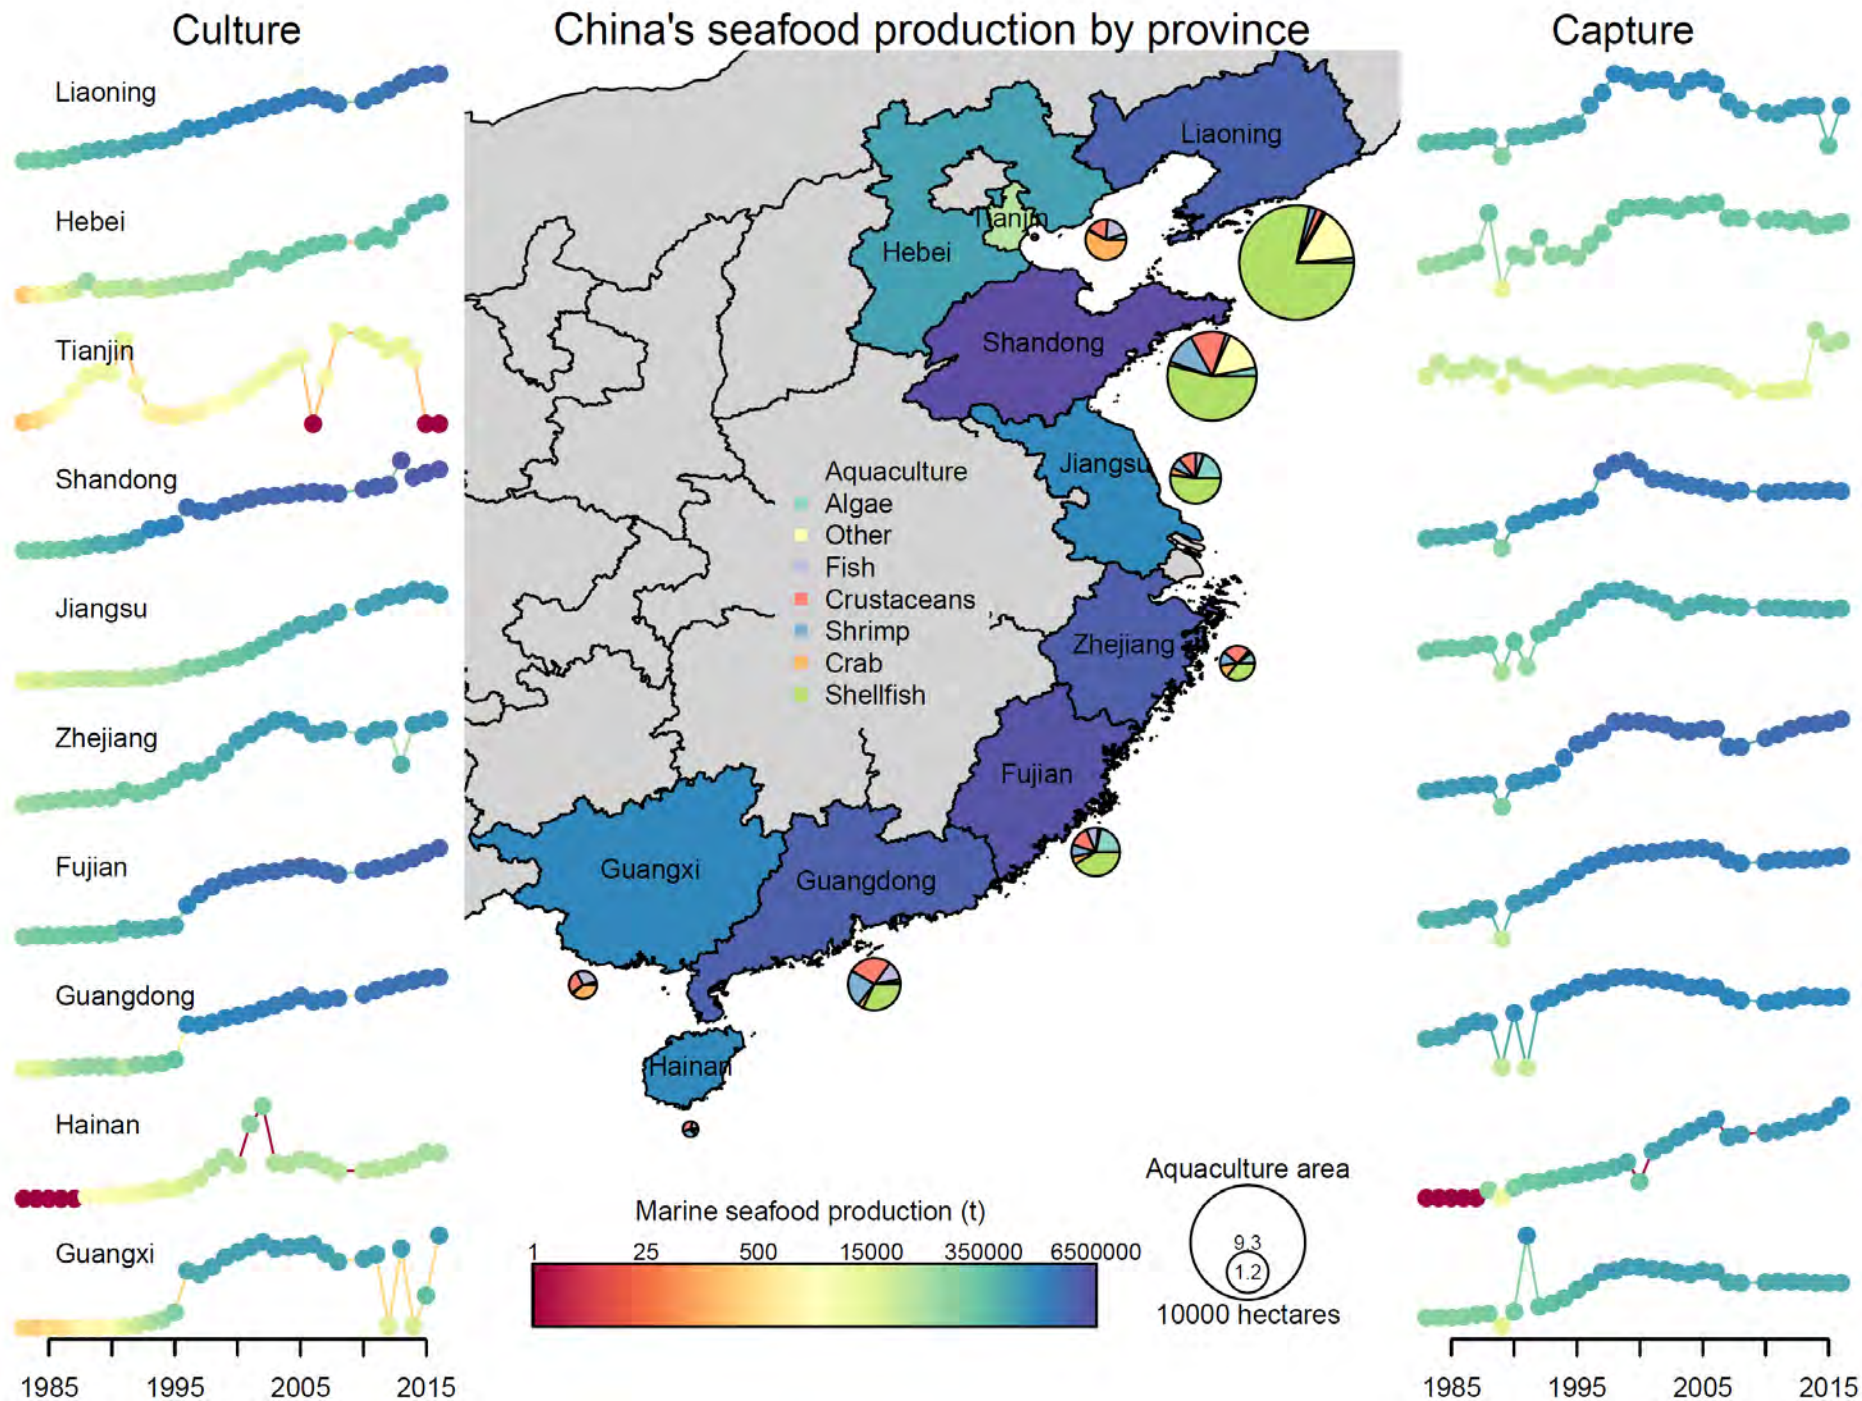 Culture
China's seafood production by province
Capture
Liaoning
Hebei
Tianjin
Shandong
Jiangsu
Zhejiang
Fujian
Guangdong
Hainan
Guangxi
1985 1995 2005 2015
Liaoning
Tianjin
Hebei
Shandong
Jiangsu
Zhejiang
Fujian
Guangxi
Guangdong
Hainan
Aquaculture
Algae
Other
Fish
Crustaceans
Shrimp
Crab
Shellfish
Marine seafood production (t)
1 25 500 15000 350000 6500000
Aquaculture area
9.3
1.2
10000 hectares
1985 1995 2005 2015